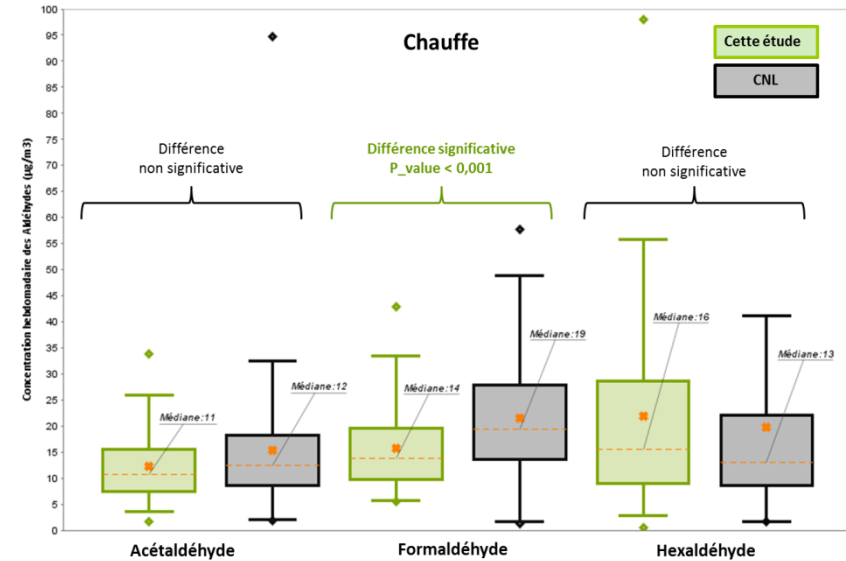 Chauffe
Cette étude
CNL
Concentration hebdomadaire des Aldéhydes (µg/m3)
100
95
90
85
80
75
70
65
60
55
50
45
40
35
30
25
20
15
10
5
0
Différence
non significative
Différence significative
P_value < 0,001
Différence
non significative
Médiane:11
Médiane:12
Médiane:14
Médiane:19
Médiane:16
Médiane:13
Acétaldéhyde
Formaldéhyde
Hexaldéhyde